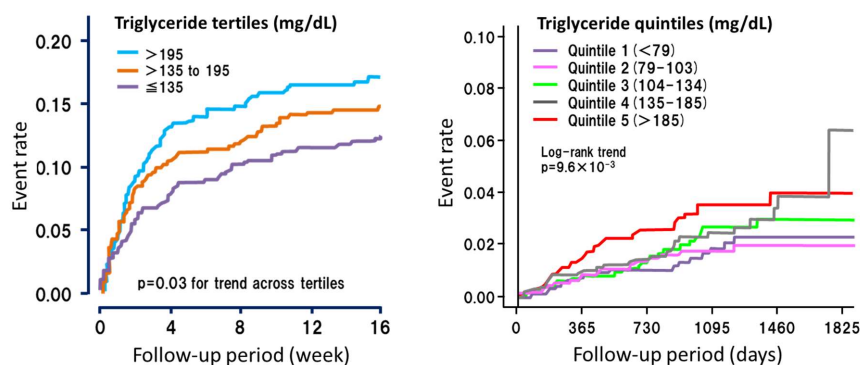 Triglyceride tertiles (mg/dL)
>195
>135 to 195
≦135
Event rate
0.20
0.15
0.10
0.05
0.00
p=0.03 for trend across tertiles
0 4 8 12 16
Follow-up period (week)
Triglyceride quintiles (mg/dL)
Quintile 1 (<79)
Quintile 2 (79-103)
Quintile 3 (104-134)
Quintile 4 (135-185)
Quintile 5 (>185)
Log-rank trend
p=9.6×10⁻³
Event rate
0.10
0.08
0.06
0.04
0.02
0.00
0 365 730 1095 1460 1825
Follow-up period (days)